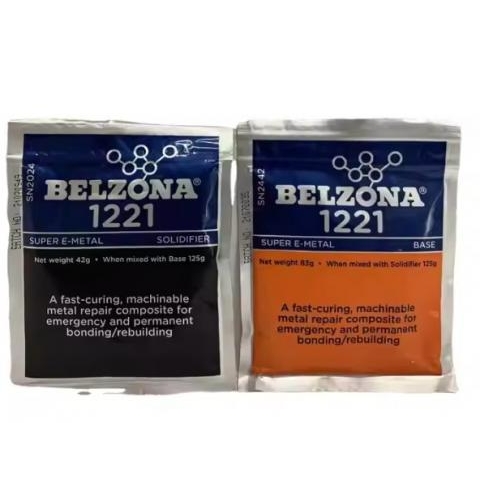 BELZONA®
1221
SUPER E-METAL SOLIDIFIER
Net weight 42g • When mixed with Base 125g
A fast-curing, machinable
metal repair composite for
emergency and permanent
bonding/rebuilding
SN2024
BELZONA®
1221
SUPER E-METAL BASE
Net weight 83g • When mixed with Solidifier 125g
A fast-curing, machinable
metal repair composite for
emergency and permanent
bonding/rebuilding
SN2442